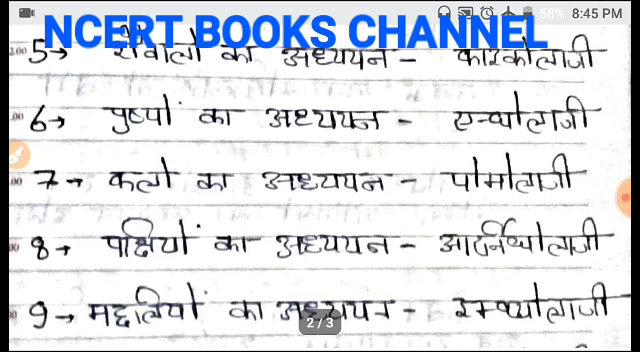 58% 8:45 PM
NCERT BOOKS CHANNEL
5→ शैवालो का अध्ययन - फाइकोलाजी
6→ पुष्पों का अध्ययन - एन्थोलाजी
7→ फलो का अध्ययन - पोमोलाजी
8→ पक्षियों का अध्ययन - आर्निथोलाजी
9→ मछलियों का अध्ययन - इक्थ्योलाजी
2/3